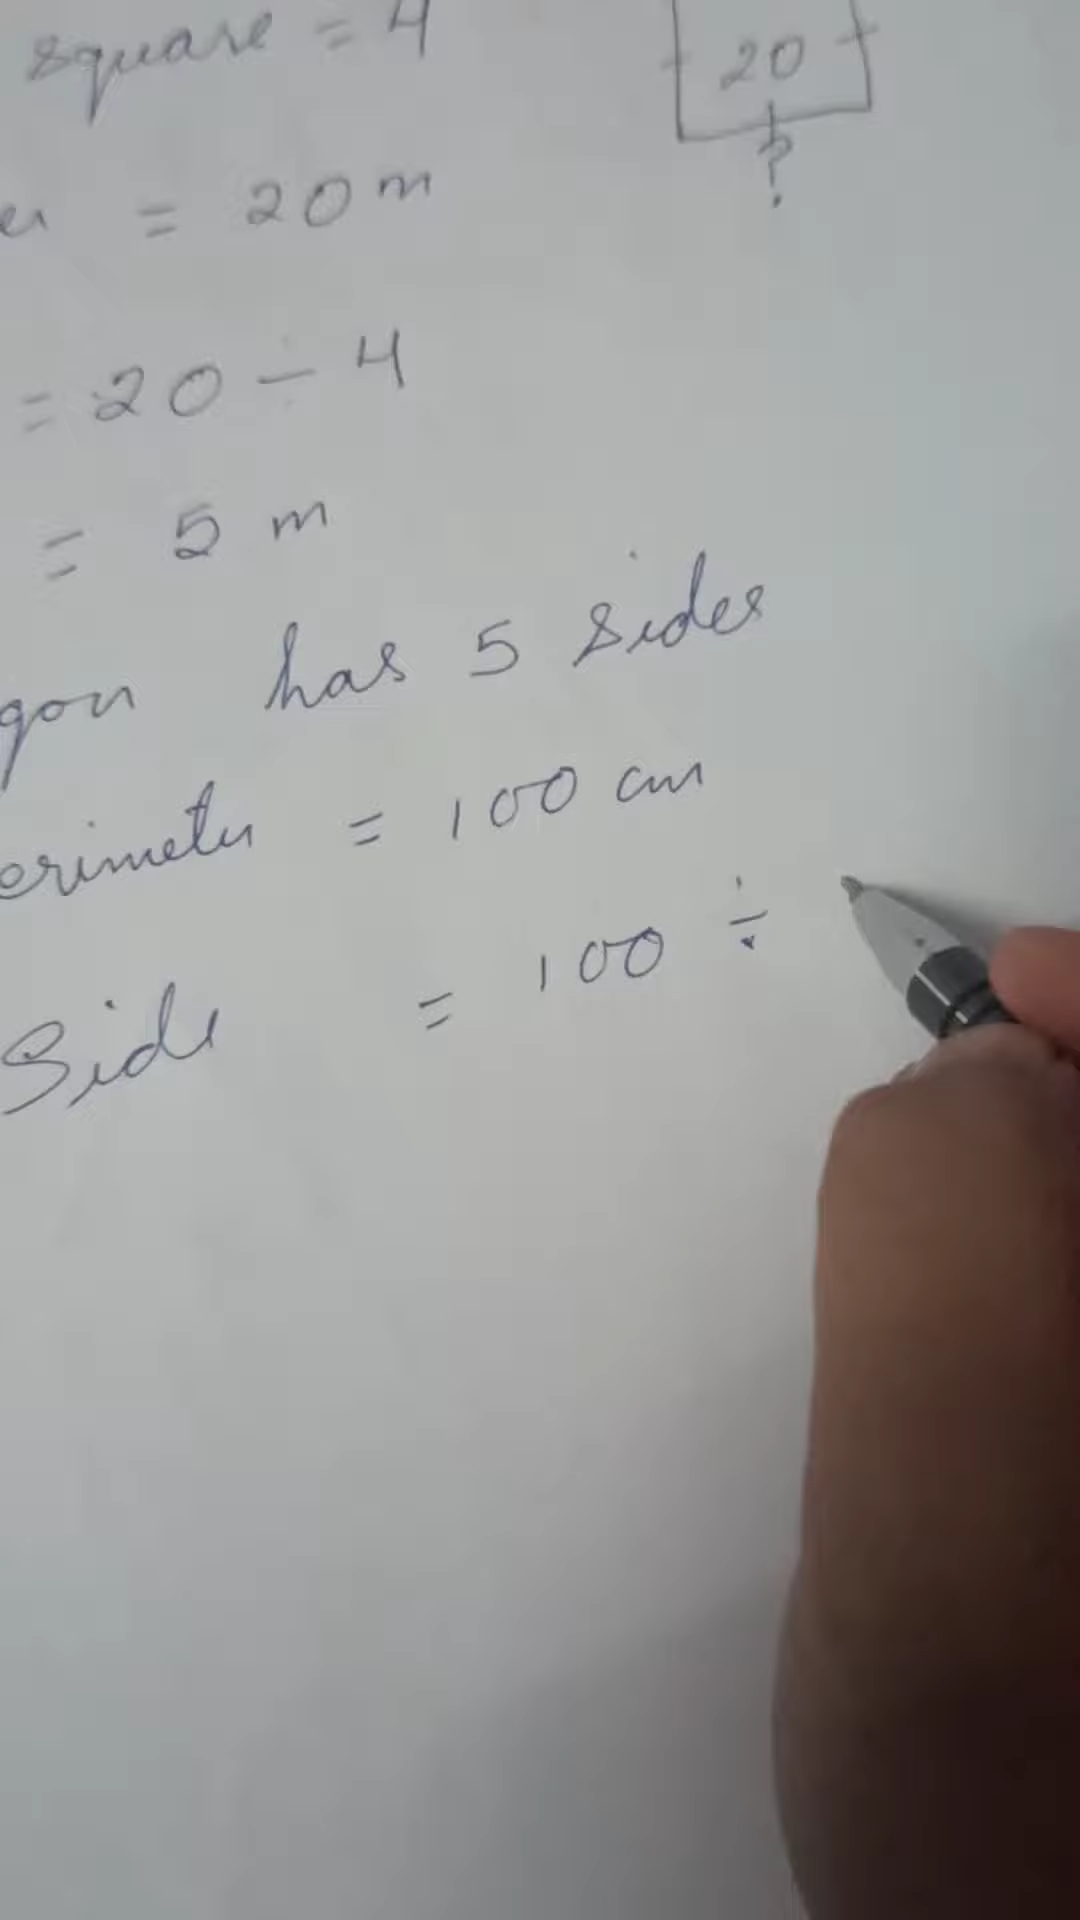 square = 4
20
?
= 20 m
= 20 ÷ 4
= 5 m
gon has 5 sides
erimeter = 100 cm
Side = 100 ÷